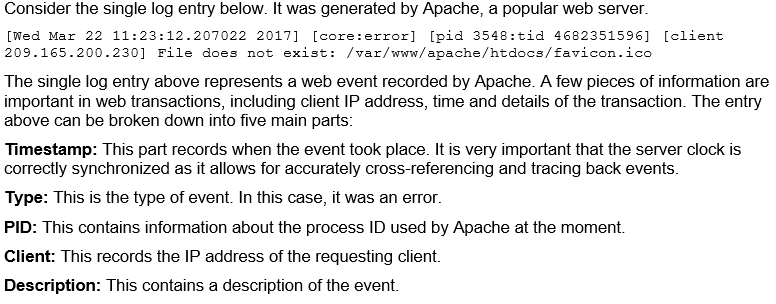 Consider the single log entry below. It was generated by Apache, a popular web server.
[Wed Mar 22 11:23:12.207022 2017] [core:error] [pid 3548:tid 4682351596] [client
209.165.200.230] File does not exist: /var/www/apache/htdocs/favicon.ico
The single log entry above represents a web event recorded by Apache. A few pieces of information are
important in web transactions, including client IP address, time and details of the transaction. The entry
above can be broken down into five main parts:
Timestamp: This part records when the event took place. It is very important that the server clock is
correctly synchronized as it allows for accurately cross-referencing and tracing back events.
Type: This is the type of event. In this case, it was an error.
PID: This contains information about the process ID used by Apache at the moment.
Client: This records the IP address of the requesting client.
Description: This contains a description of the event.